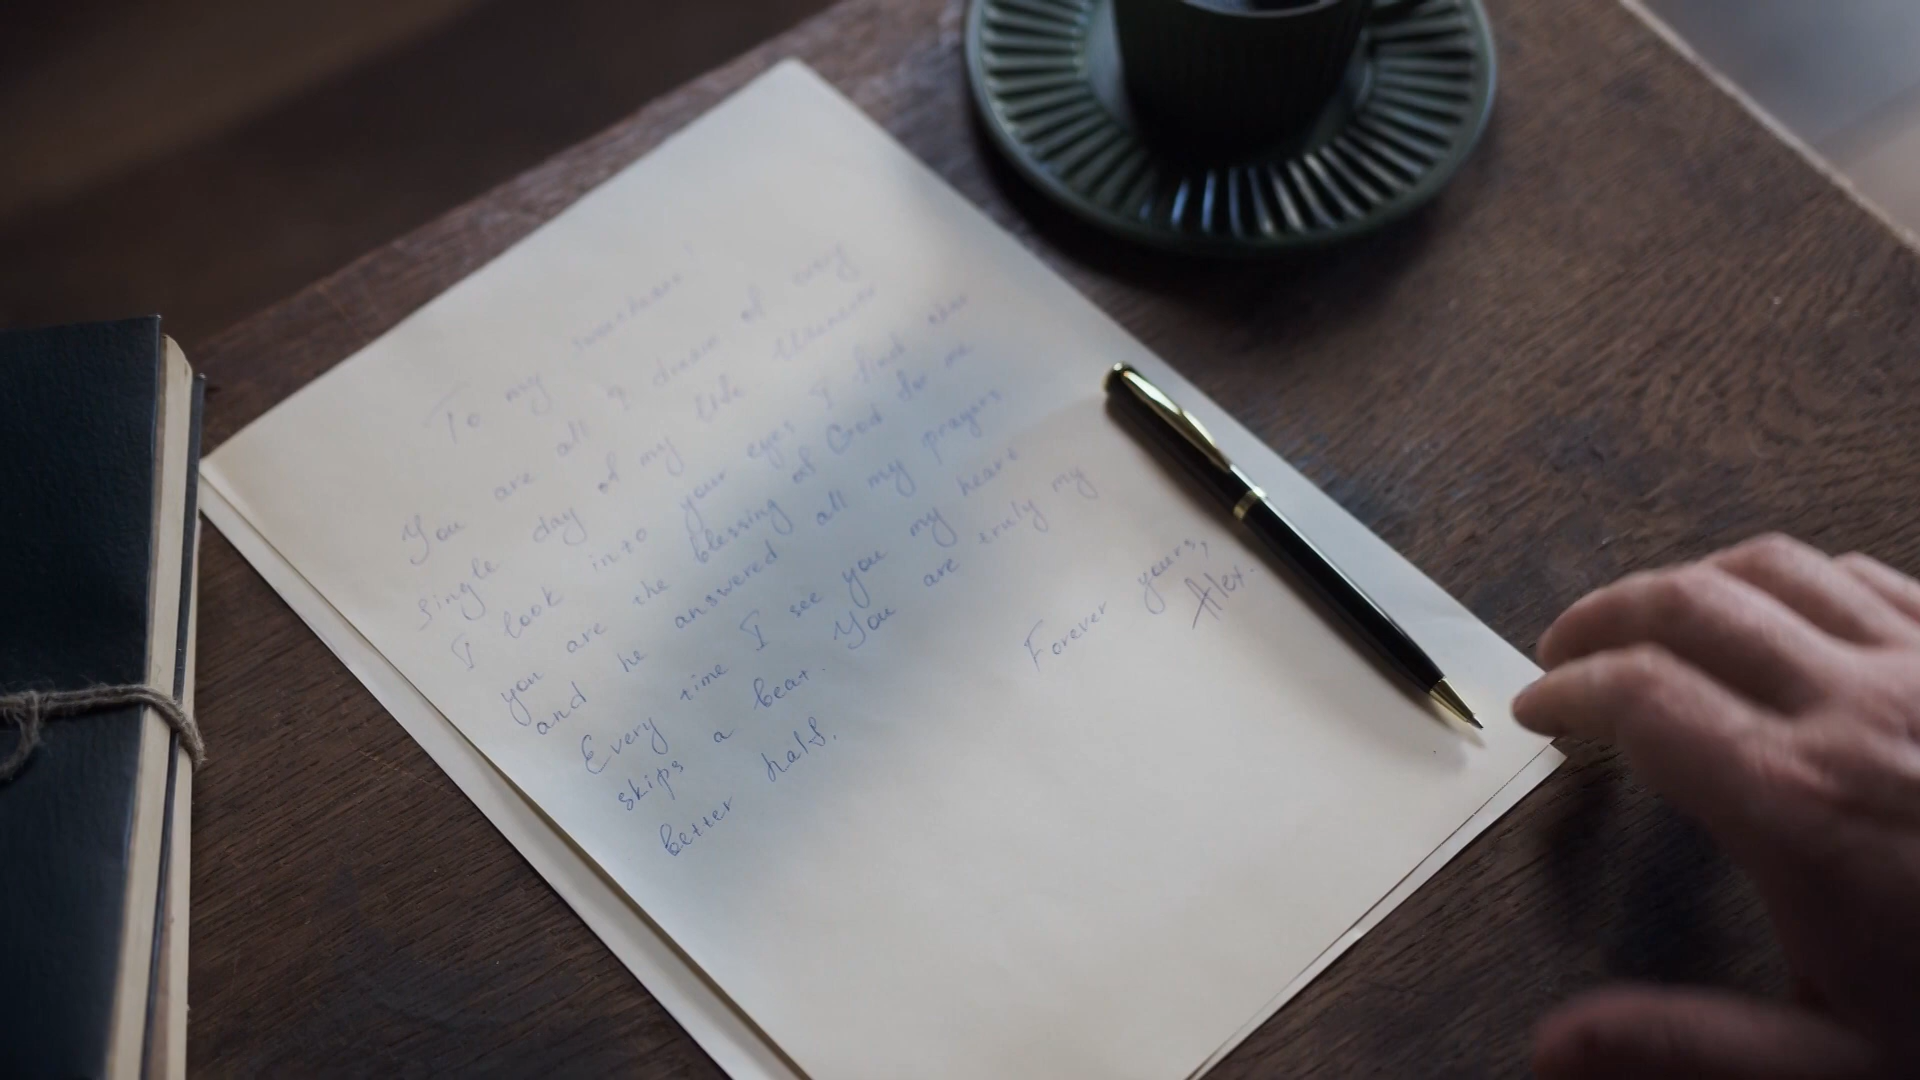 To my sweetheart!
You are all I dream of every
single day of my life
I look into your eyes I find that
you are the blessing of God for me
and he answered all my prayers
Every time I see you my heart
skips a beat. You are truly my
better half.
Forever yours,
Alex.